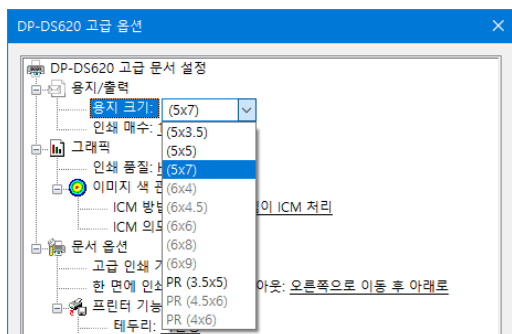 DP-DS620 고급 옵션
DP-DS620 고급 문서 설정
용지/출력
용지 크기: (5x7)
인쇄 매수:
(5x3.5)
(5x5)
(5x7)
(6x4)
(6x4.5)
(6x6)
(6x8)
(6x9)
PR (3.5x5)
PR (4.5x6)
PR (4x6)
그래픽
인쇄 품질:
이미지 색
ICM 방법 ICM 처리
ICM
문서 옵션
고급 인쇄
한 면에 아웃: 오른쪽으로 이동 후 아래로
프린터 기능
테두리: